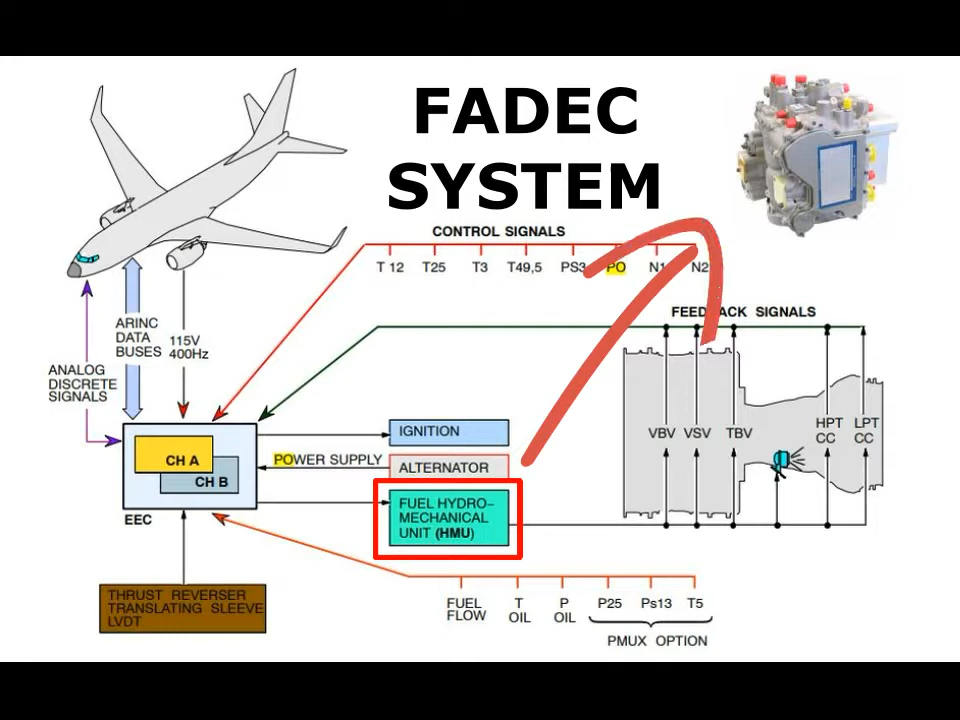 FADEC
SYSTEM
CONTROL SIGNALS
T 12 T25 T3 T49,5 PS3 PO N1 N2
FEEDBACK SIGNALS
ARINC
DATA
BUSES
115V
400Hz
ANALOG
DISCRETE
SIGNALS
CH A
CH B
EEC
IGNITION
POWER SUPPLY
ALTERNATOR
FUEL HYDRO–
MECHANICAL
UNIT (HMU)
VBV VSV TBV
HPT
CC
LPT
CC
THRUST REVERSER
TRANSLATING SLEEVE
LVDT
FUEL
FLOW
T
OIL
P
OIL
P25 Ps13 T5
PMUX OPTION